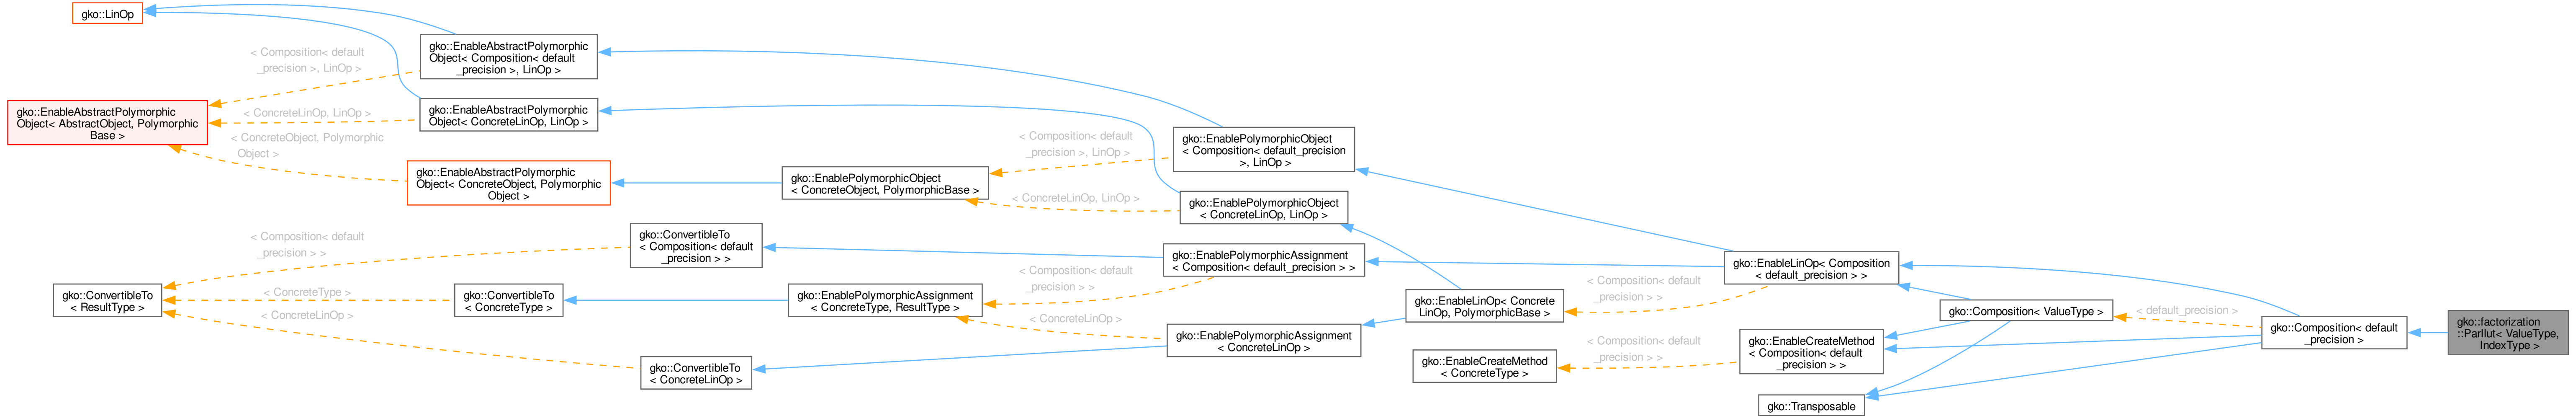 gko::LinOp
gko::EnableAbstractPolymorphic
Object< Composition< default
_precision >, LinOp >
< Composition< default
_precision >, LinOp >
gko::EnableAbstractPolymorphic
Object< AbstractObject, Polymorphic
Base >
< ConcreteLinOp, LinOp >
gko::EnableAbstractPolymorphic
Object< ConcreteLinOp, LinOp >
< ConcreteObject, Polymorphic
Object >
gko::EnableAbstractPolymorphic
Object< ConcreteObject, Polymorphic
Object >
gko::EnablePolymorphicObject
< ConcreteObject, PolymorphicBase >
< Composition< default
_precision >, LinOp >
gko::EnablePolymorphicObject
< Composition< default_precision
>, LinOp >
< ConcreteLinOp, LinOp >
gko::EnablePolymorphicObject
< ConcreteLinOp, LinOp >
< Composition< default
_precision > >
gko::ConvertibleTo
< Composition< default
_precision > >
gko::EnablePolymorphicAssignment
< Composition< default_precision > >
gko::EnableLinOp< Composition
< default_precision > >
gko::ConvertibleTo
< ResultType >
< ConcreteType >
gko::ConvertibleTo
< ConcreteType >
gko::EnablePolymorphicAssignment
< ConcreteType, ResultType >
< Composition< default
_precision > >
gko::EnableLinOp< Concrete
LinOp, PolymorphicBase >
< Composition< default
_precision > >
gko::Composition< ValueType >
< default_precision >
gko::Composition< default
_precision >
gko::factorization
::ParIlut< ValueType,
IndexType >
< ConcreteLinOp >
gko::ConvertibleTo
< ConcreteLinOp >
< ConcreteLinOp >
gko::EnablePolymorphicAssignment
< ConcreteLinOp >
gko::EnableCreateMethod
< ConcreteType >
< Composition< default
_precision > >
gko::EnableCreateMethod
< Composition< default
_precision > >
gko::Transposable